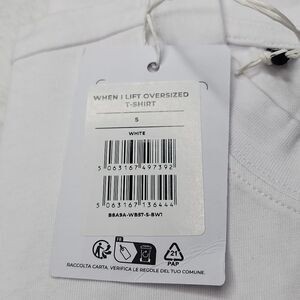 WHEN I LIFT OVERSIZED
T-SHIRT
S
WHITE
5 063167 497392
5 063167 136444
B8A9A-WB57-S-BW1
FR
21
PAP
RACCOLTA CARTA. VERIFICA LE REGOLE DEL TUO COMUNE.